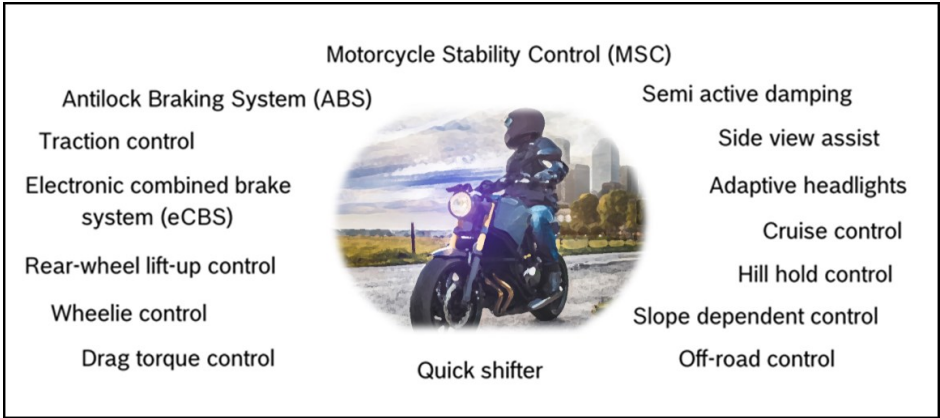 Motorcycle Stability Control (MSC)
Antilock Braking System (ABS)
Traction control
Electronic combined brake
system (eCBS)
Rear-wheel lift-up control
Wheelie control
Drag torque control
Quick shifter
Semi active damping
Side view assist
Adaptive headlights
Cruise control
Hill hold control
Slope dependent control
Off-road control